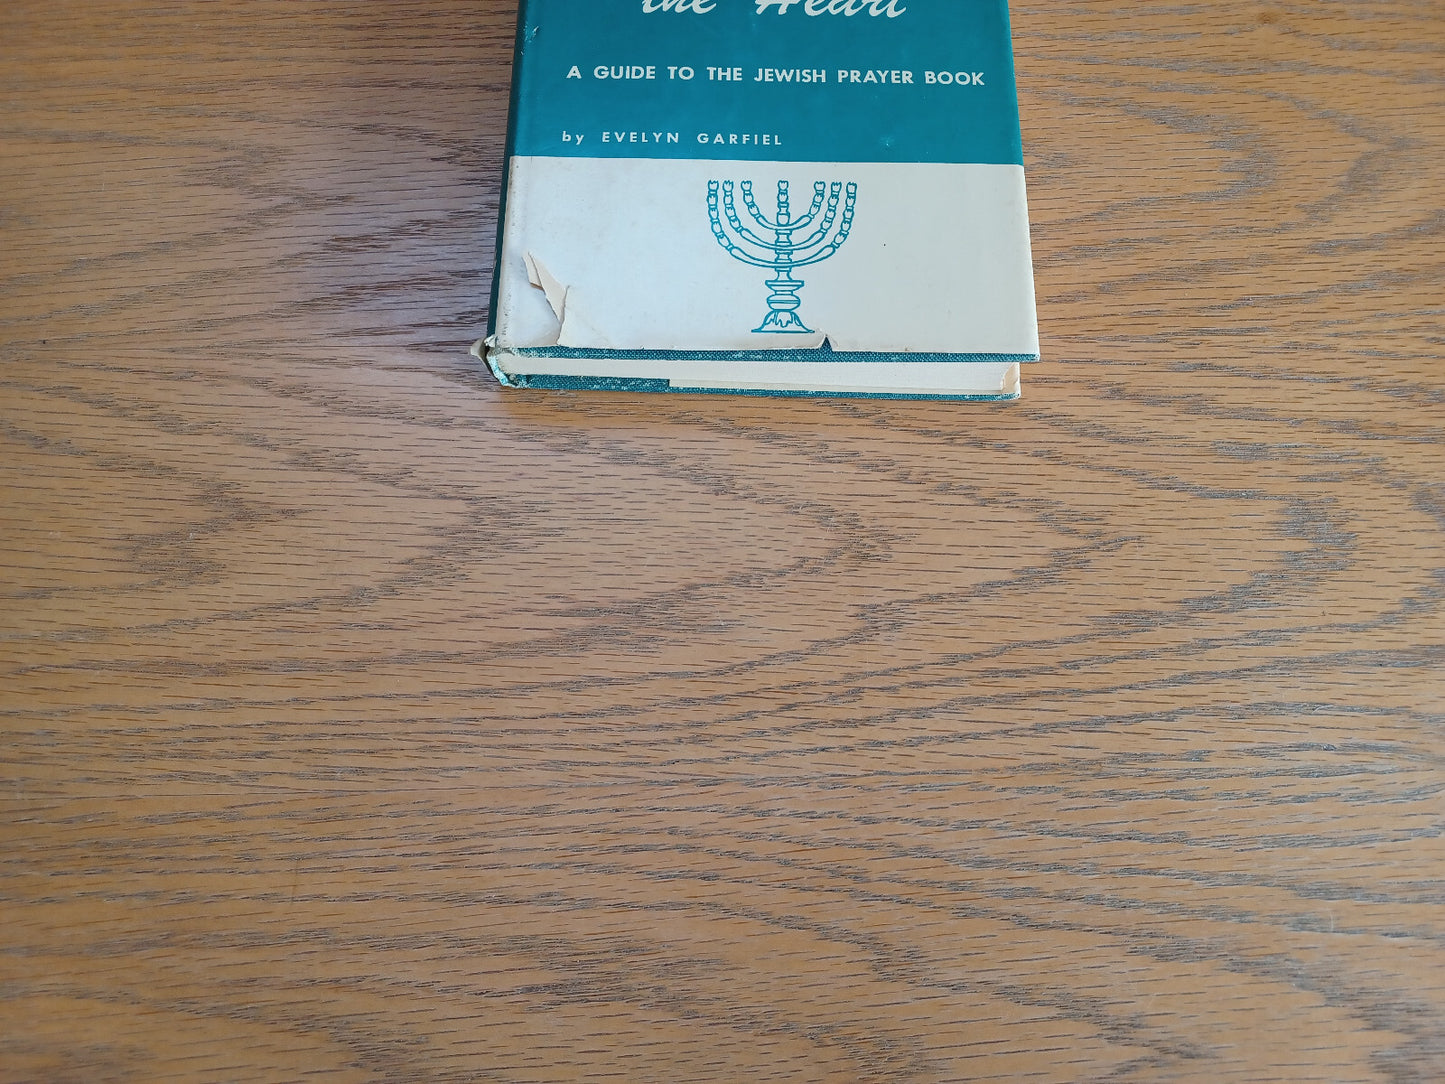 the Heart
A GUIDE TO THE JEWISH PRAYER BOOK
by EVELYN GARFIEL